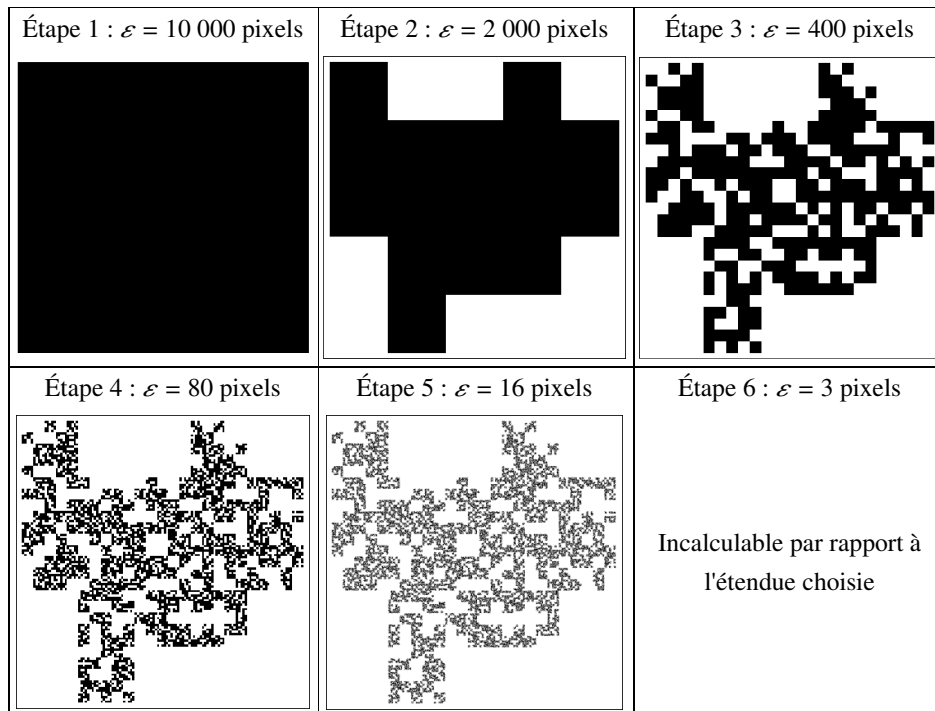 Étape 1 : ε = 10 000 pixels
Étape 2 : ε = 2 000 pixels
Étape 3 : ε = 400 pixels
Étape 4 : ε = 80 pixels
Étape 5 : ε = 16 pixels
Étape 6 : ε = 3 pixels
Incalculable par rapport à
l'étendue choisie